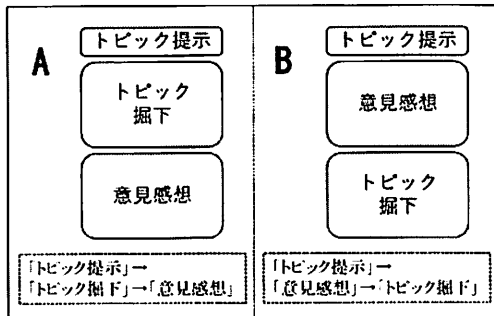 A
トピック提示
トピック
掘下
意見感想
「トピック提示」→
「トピック掘下」→「意見感想」
B
トピック提示
意見感想
トピック
掘下
「トピック提示」→
「意見感想」→「トピック掘下」